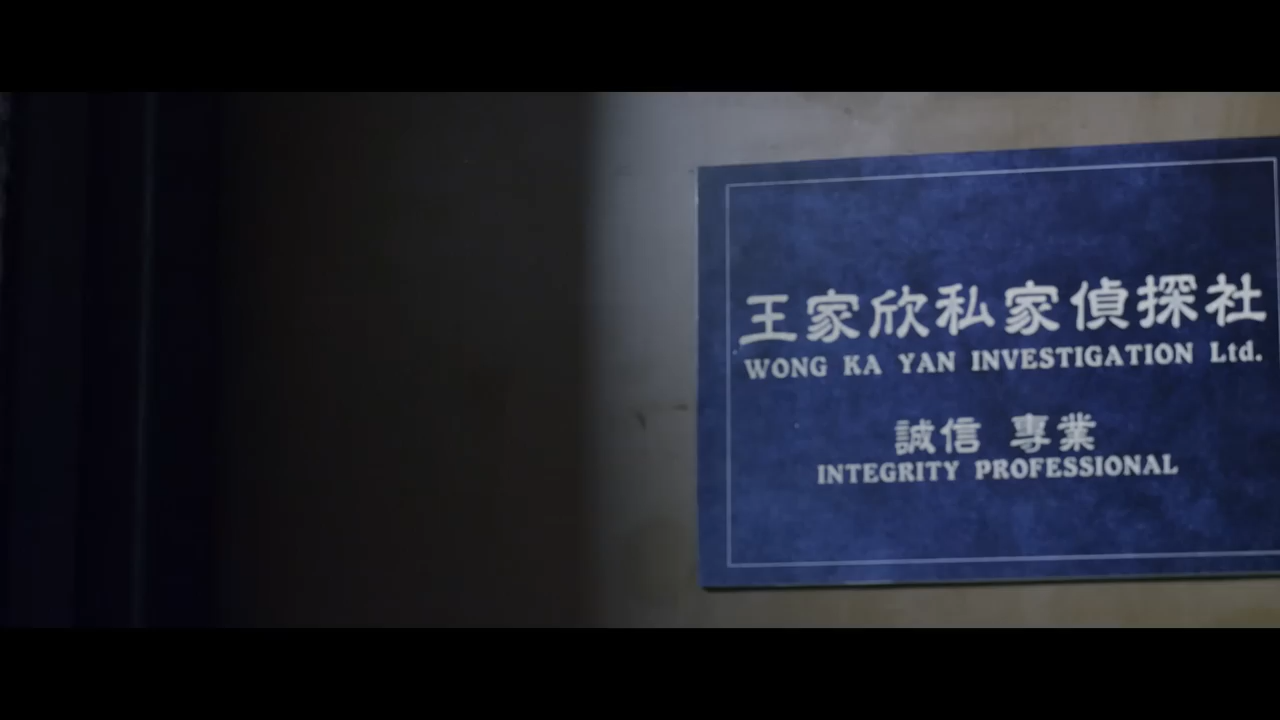 王家欣私家偵探社
WONG KA YAN INVESTIGATION Ltd.
誠信 專業
INTEGRITY PROFESSIONAL